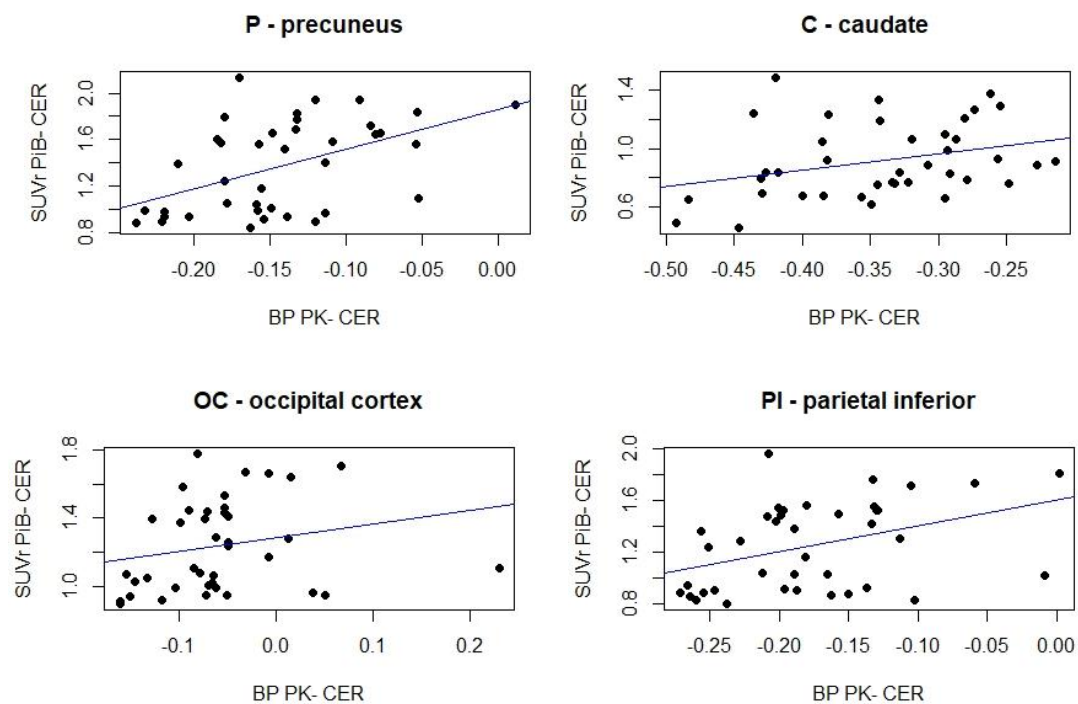 P - precuneus
SUVr PiB- CER
0.8 1.2 1.6 2.0
-0.20 -0.15 -0.10 -0.05 0.00
BP PK- CER
C - caudate
SUVr PiB- CER
0.6 1.0 1.4
-0.50 -0.45 -0.40 -0.35 -0.30 -0.25
BP PK- CER
OC - occipital cortex
SUVr PiB- CER
1.0 1.4 1.8
-0.1 0.0 0.1 0.2
BP PK- CER
PI - parietal inferior
SUVr PiB- CER
0.8 1.2 1.6 2.0
-0.25 -0.20 -0.15 -0.10 -0.05 0.00
BP PK- CER